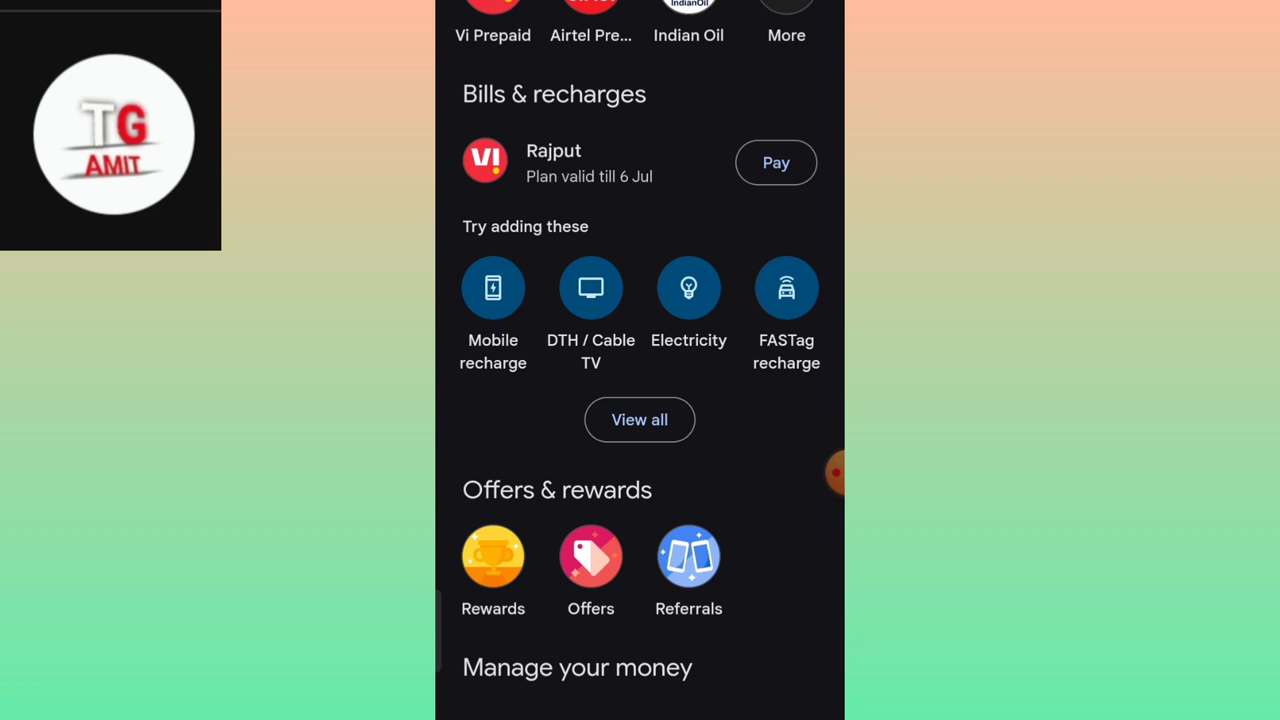 TG
AMIT
IndianOil
Vi Prepaid Airtel Pre... Indian Oil More
Bills & recharges
VI Rajput
Plan valid till 6 Jul
Pay
Try adding these
Mobile recharge
DTH / Cable TV
Electricity
FASTag recharge
View all
Offers & rewards
Rewards Offers Referrals
Manage your money